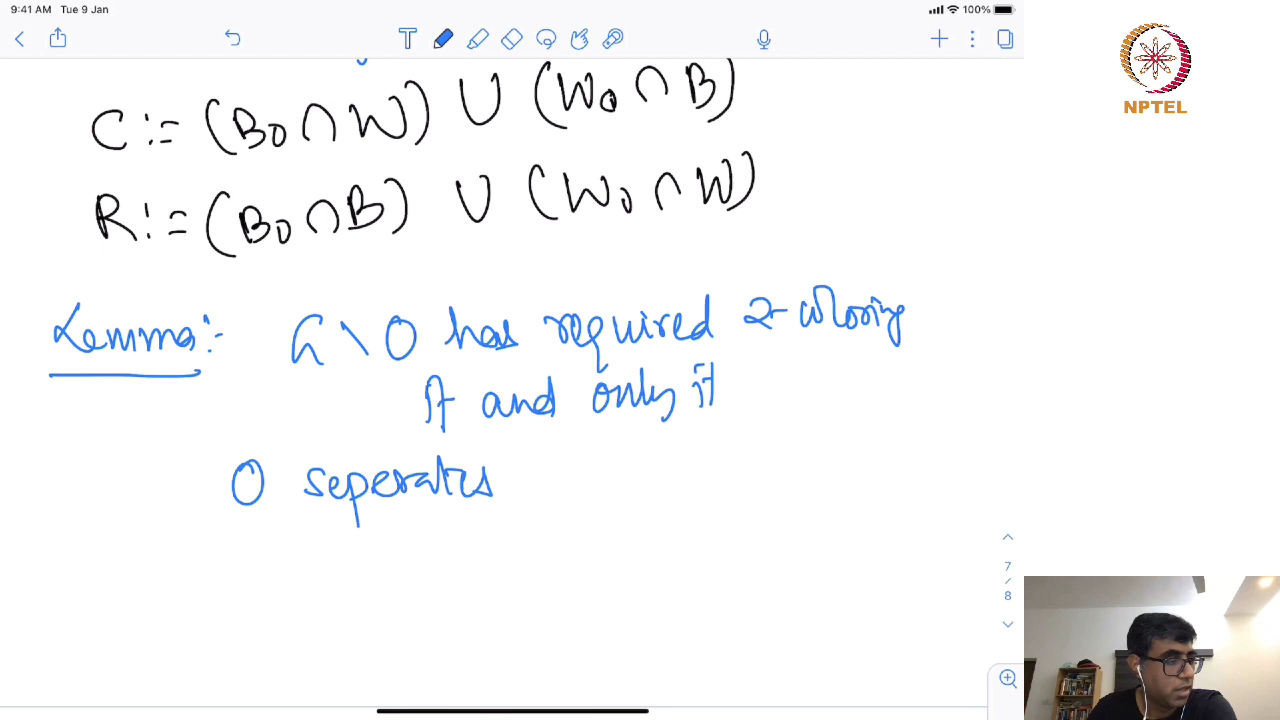 9:41 AM Tue 9 Jan
100%
NPTEL
C := (B0 ∩ W) ∪ (W0 ∩ B)
R := (B0 ∩ B) ∪ (W0 ∩ W)
Lemma :- G \ O has required 2-coloring
if and only if
O seperates
7
/
8